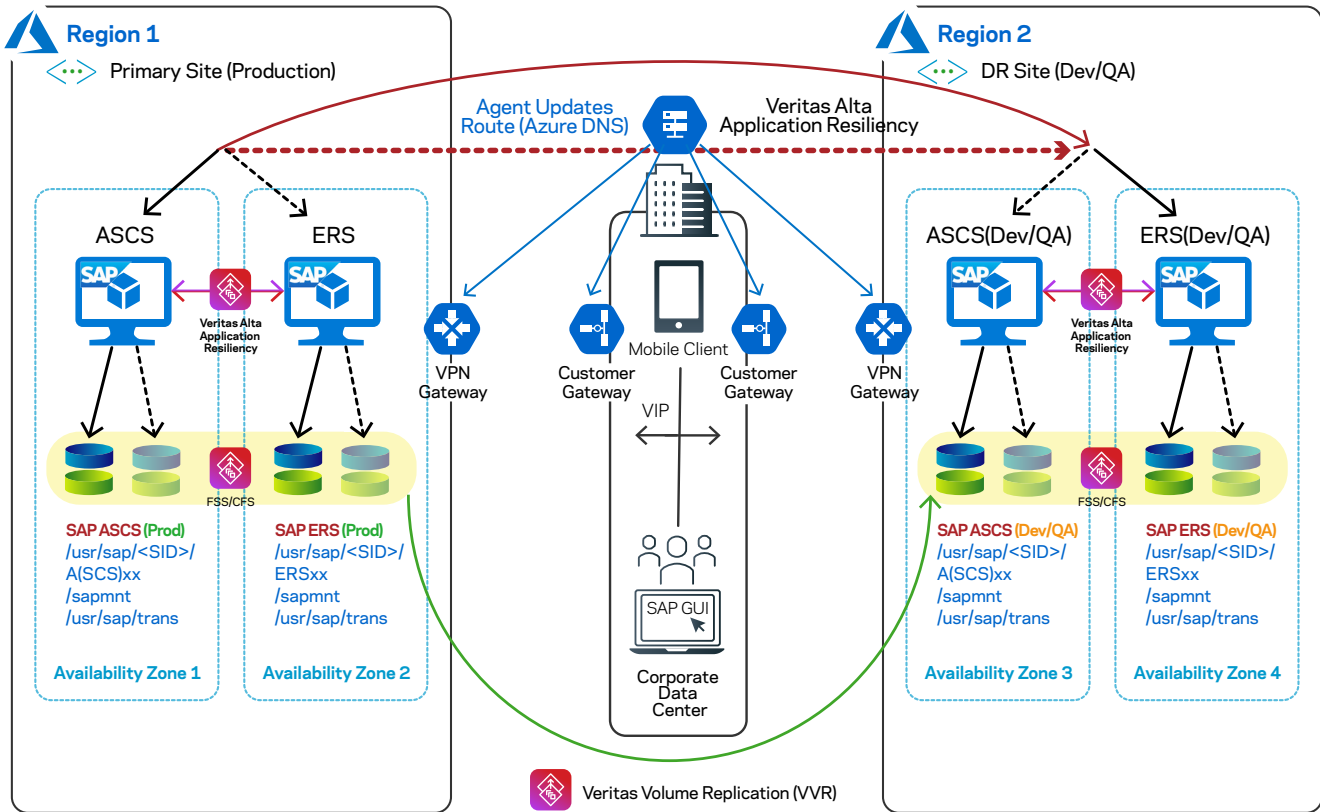 Region 1
Primary Site (Production)
Region 2
DR Site (Dev/QA)
Agent Updates
Route (Azure DNS)
Veritas Alta
Application Resiliency
ASCS
ERS
ASCS(Dev/QA)
ERS(Dev/QA)
SAP
SAP
SAP
SAP
Veritas Alta
Application
Resiliency
Veritas Alta
Application
Resiliency
VPN
Gateway
Customer
Gateway
Mobile Client
Customer
Gateway
VPN
Gateway
VIP
FSS/CFS
FSS/CFS
SAP ASCS (Prod)
/usr/sap/<SID>/
A(SCS)xx
/sapmnt
/usr/sap/trans
Availability Zone 1
SAP ERS (Prod)
/usr/sap/<SID>/
ERSxx
/sapmnt
/usr/sap/trans
Availability Zone 2
SAP GUI
Corporate
Data
Center
SAP ASCS (Dev/QA)
/usr/sap/<SID>/
A(SCS)xx
/sapmnt
/usr/sap/trans
Availability Zone 3
SAP ERS (Dev/QA)
/usr/sap/<SID>/
ERSxx
/sapmnt
/usr/sap/trans
Availability Zone 4
Veritas Volume Replication (VVR)